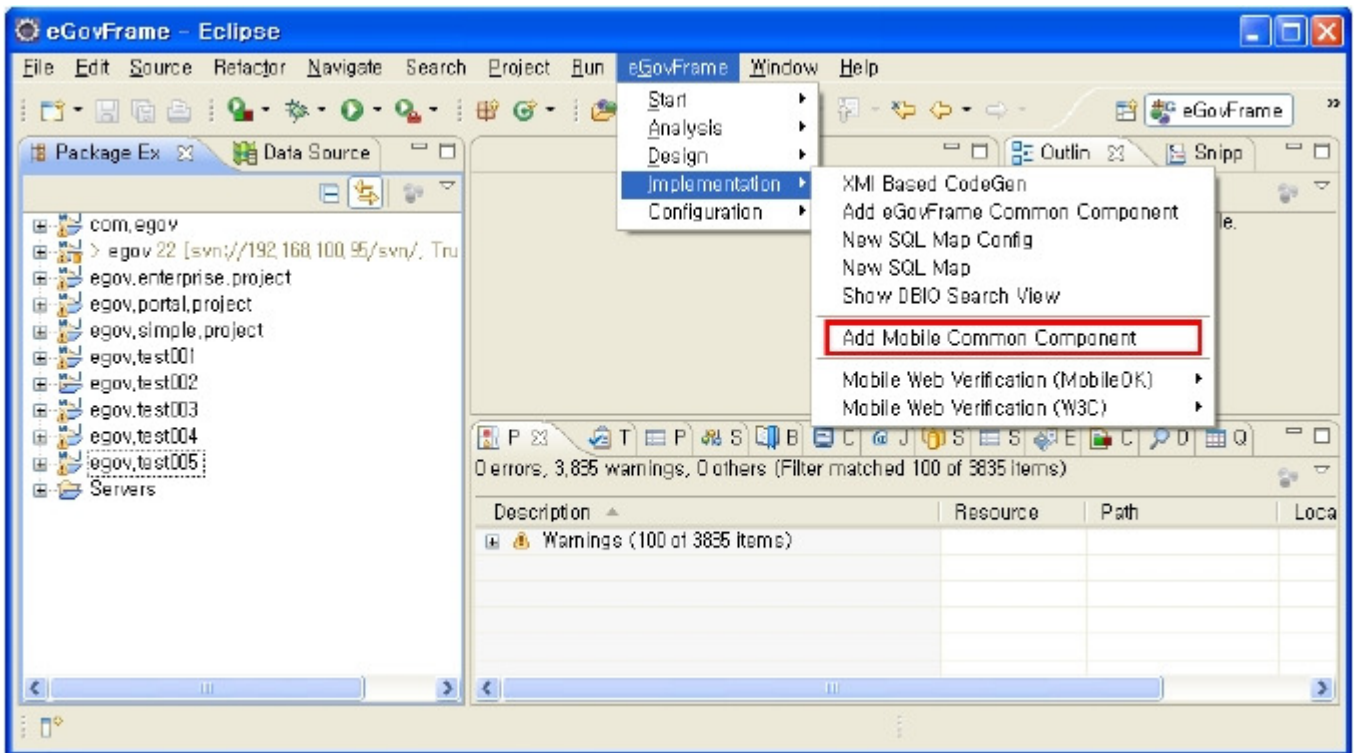 eGovFrame - Eclipse
File Edit Source Refactor Navigate Search Project Run eGovFrame Window Help
eGovFrame
Package Ex Data Source
Outlin Snipp
Start
Analysis
Design
Implementation
Configuration
XMI Based CodeGen
Add eGovFrame Common Component
New SQL Map Config
New SQL Map
Show DBIO Search View
Add Mobile Common Component
Mobile Web Verification (MobileOK)
Mobile Web Verification (W3C)
le.
com.egov
> egov 22 [svn://192.168.100.95/svn/, Tru
egov.enterprise.project
egov.portal.project
egov.simple.project
egov.test001
egov.test002
egov.test003
egov.test004
egov.test005
Servers
P T P S B C @ J S S E C D Q
0 errors, 3,835 warnings, 0 others (Filter matched 100 of 3835 items)
Description Resource Path Loca
Warnings (100 of 3835 items)